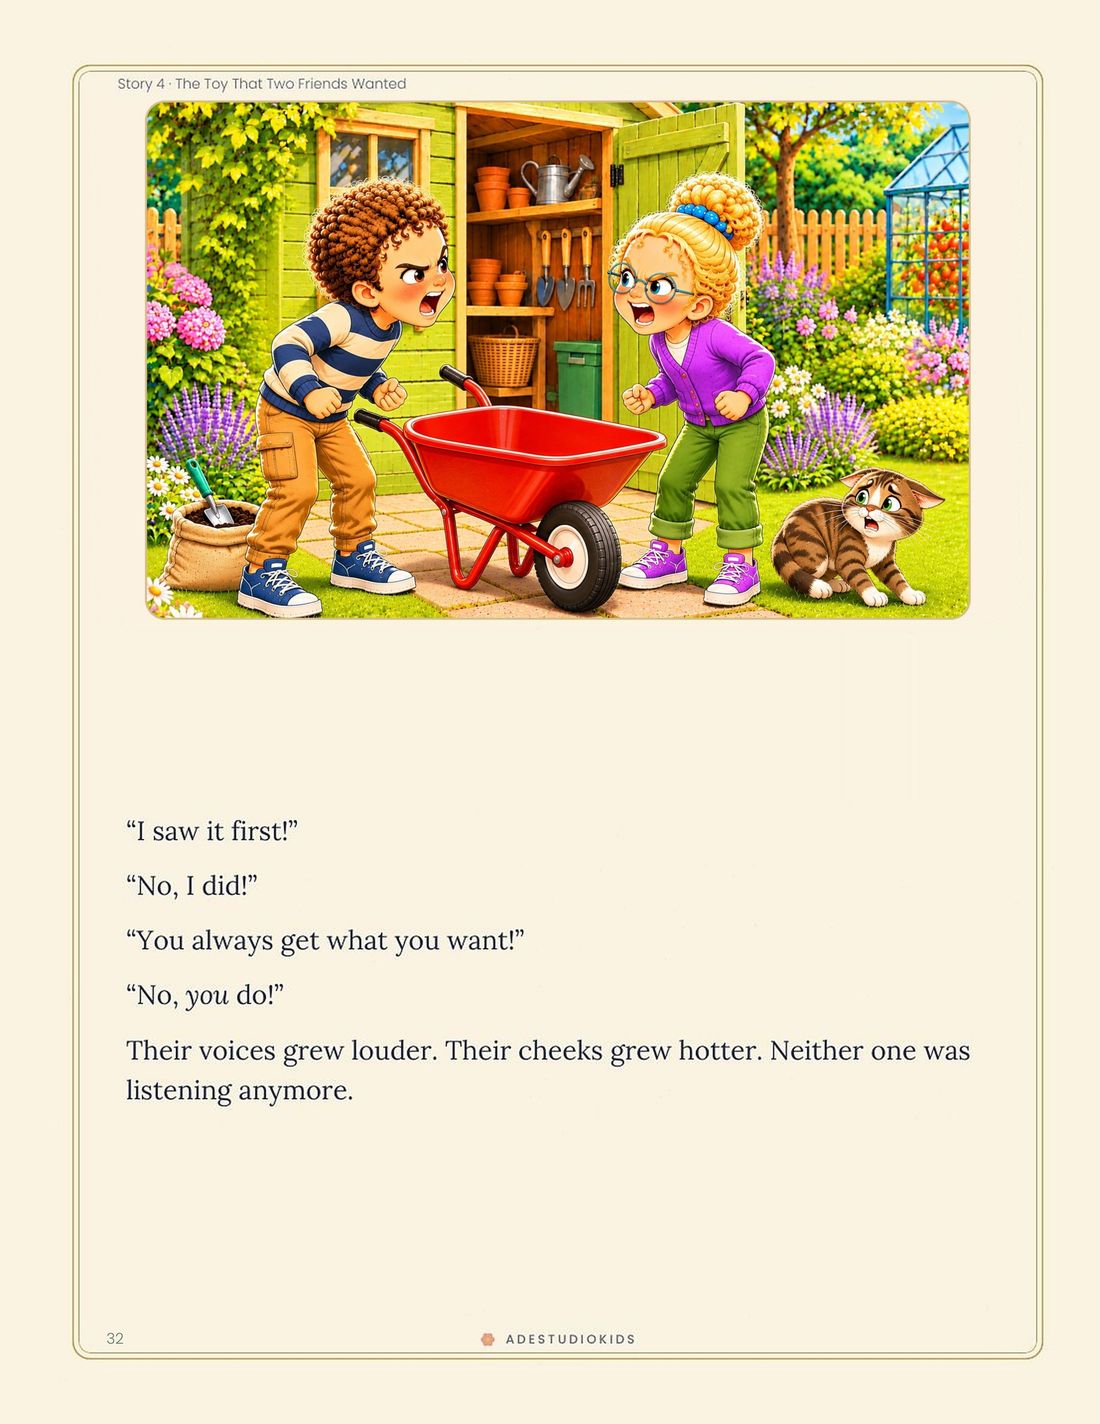 Story 4 · The Toy That Two Friends Wanted
“I saw it first!”
“No, I did!”
“You always get what you want!”
“No, you do!”
Their voices grew louder. Their cheeks grew hotter. Neither one was
listening anymore.
32
ADESTUDIOKIDS